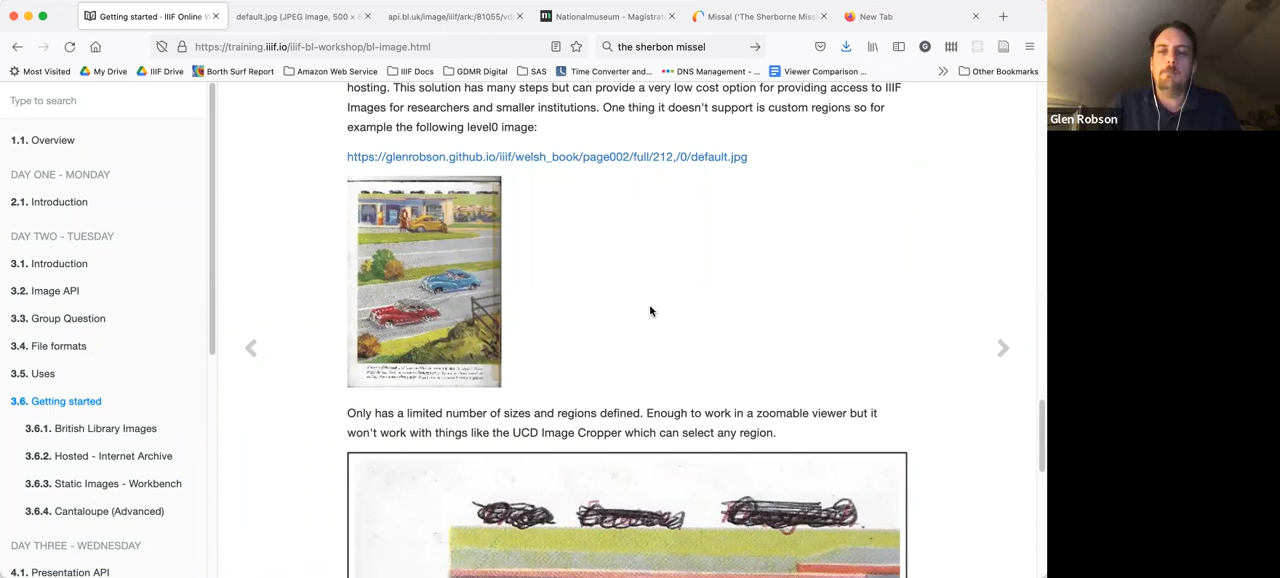 Getting started - IIIF Online W
default.jpg (JPEG Image, 500 × 5
api.bl.uk/image/iiif/ark:/81055/vd
Nationalmuseum - Magistrat
Missal ('The Sherborne Miss
New Tab
https://training.iiif.io/iiif-bl-workshop/bl-image.html
the sherbon missel
Most Visited
My Drive
IIIF Drive
Borth Surf Report
Amazon Web Service
IIIF Docs
GDMR Digital
SAS
Time Converter and...
DNS Management - ...
Viewer Comparison ...
Other Bookmarks
Type to search
1.1. Overview
DAY ONE - MONDAY
2.1. Introduction
DAY TWO - TUESDAY
3.1. Introduction
3.2. Image API
3.3. Group Question
3.4. File formats
3.5. Uses
3.6. Getting started
3.6.1. British Library Images
3.6.2. Hosted - Internet Archive
3.6.3. Static Images - Workbench
3.6.4. Cantaloupe (Advanced)
DAY THREE - WEDNESDAY
4.1. Presentation API
hosting. This solution has many steps but can provide a very low cost option for providing access to IIIF
Images for researchers and smaller institutions. One thing it doesn't support is custom regions so for
example the following level0 image:
https://glenrobson.github.io/iiif/welsh_book/page002/full/212,/0/default.jpg
Only has a limited number of sizes and regions defined. Enough to work in a zoomable viewer but it
won't work with things like the UCD Image Cropper which can select any region.
Glen Robson